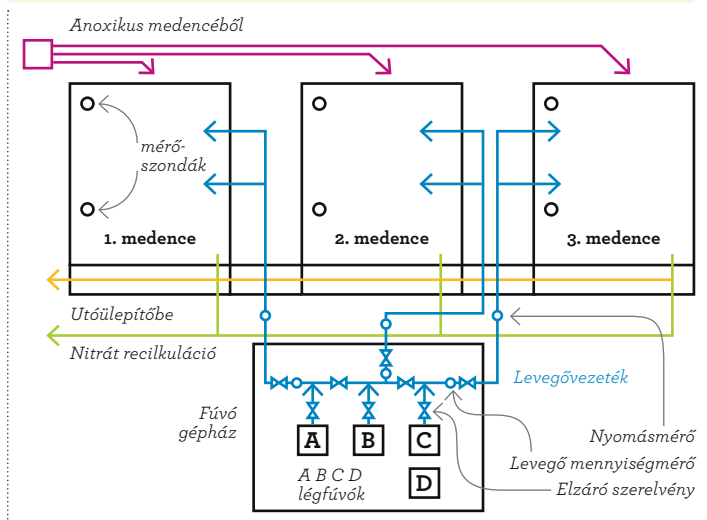 Anoxikus medencéből
mérő-
szondák
1. medence
2. medence
3. medence
Utóülepítőbe
Nitrát recilkuláció
Levegővezeték
Fúvó
gépház
A
B
C
D
A B C D
légfúvók
Nyomásmérő
Levegő mennyiségmérő
Elzáró szerelvény